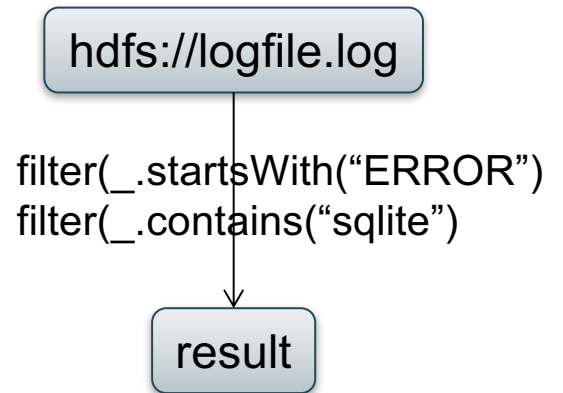 hdfs://logfile.log
filter(_.startsWith(“ERROR”)
filter(_.contains(“sqlite”)
result